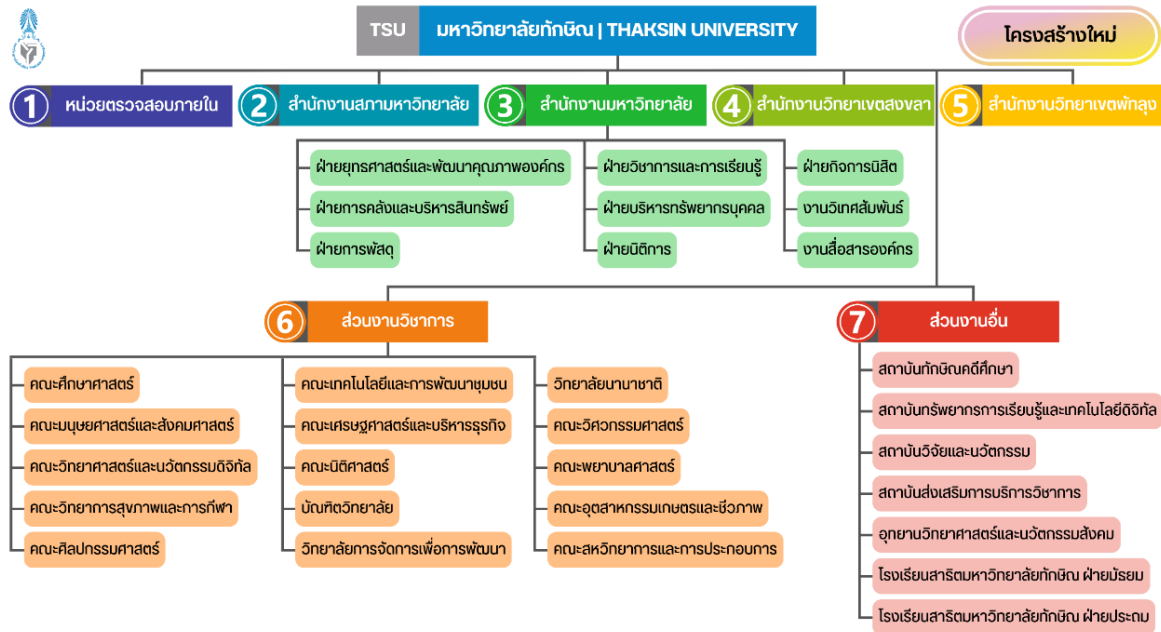 TSU มหาวิทยาลัยทักษิณ | THAKSIN UNIVERSITY
โครงสร้างใหม่
1 หน่วยตรวจสอบภายใน
2 สำนักงานสภามหาวิทยาลัย
3 สำนักงานมหาวิทยาลัย
4 สำนักงานวิทยาเขตสงขลา
5 สำนักงานวิทยาเขตพัทลุง
ฝ่ายยุทธศาสตร์และพัฒนาคุณภาพองค์กร
ฝ่ายการคลังและบริหารสินทรัพย์
ฝ่ายการพัสดุ
ฝ่ายวิชาการและการเรียนรู้
ฝ่ายบริหารทรัพยากรบุคคล
ฝ่ายนิติการ
ฝ่ายกิจการนิสิต
งานวิเทศสัมพันธ์
งานสื่อสารองค์กร
6 ส่วนงานวิชาการ
คณะศึกษาศาสตร์
คณะมนุษยศาสตร์และสังคมศาสตร์
คณะวิทยาศาสตร์และนวัตกรรมดิจิทัล
คณะวิทยาการสุขภาพและการกีฬา
คณะศิลปกรรมศาสตร์
คณะเทคโนโลยีและการพัฒนาชุมชน
คณะเศรษฐศาสตร์และบริหารธุรกิจ
คณะนิติศาสตร์
บัณฑิตวิทยาลัย
วิทยาลัยการจัดการเพื่อการพัฒนา
วิทยาลัยนานาชาติ
คณะวิศวกรรมศาสตร์
คณะพยาบาลศาสตร์
คณะอุตสาหกรรมเกษตรและชีวภาพ
คณะสหวิทยาการและการประกอบการ
7 ส่วนงานอื่น
สถาบันทักษิณคดีศึกษา
สถาบันทรัพยากรการเรียนรู้และเทคโนโลยีดิจิทัล
สถาบันวิจัยและนวัตกรรม
สถาบันส่งเสริมการบริการวิชาการ
อุทยานวิทยาศาสตร์และนวัตกรรมสังคม
โรงเรียนสาธิตมหาวิทยาลัยทักษิณ ฝ่ายมัธยม
โรงเรียนสาธิตมหาวิทยาลัยทักษิณ ฝ่ายประถม